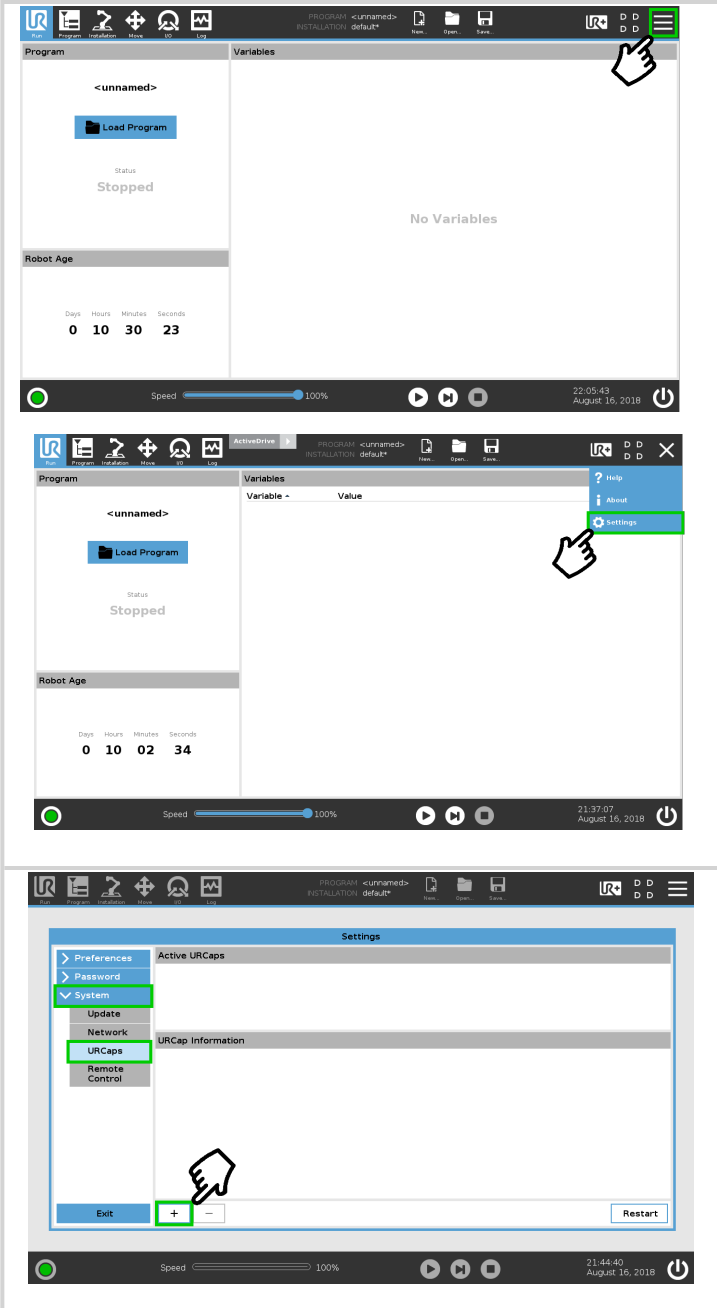 UR
Run
Program
Installation
Move
I/O
Log
PROGRAM <unnamed>
INSTALLATION default*
New...
Open...
Save...
UR+
D D
D D
Program
Variables
<unnamed>
Load Program
Status
Stopped
No Variables
Robot Age
Days Hours Minutes Seconds
0 10 30 23
Speed 100%
22:05:43
August 16, 2018
UR
Run
Program
Installation
Move
I/O
Log
ActiveDrive
PROGRAM <unnamed>
INSTALLATION default*
New...
Open...
Save...
UR+
D D
D D
Program
Variables
Variable Value
? Help
i About
Settings
<unnamed>
Load Program
Status
Stopped
Robot Age
Days Hours Minutes Seconds
0 10 02 34
Speed 100%
21:37:07
August 16, 2018
UR
Run
Program
Installation
Move
I/O
Log
PROGRAM <unnamed>
INSTALLATION default*
New...
Open...
Save...
UR+
D D
D D
Settings
Preferences
Password
System
Update
Network
URCaps
Remote
Control
Active URCaps
URCap Information
Exit
+ −
Restart
Speed 100%
21:44:40
August 16, 2018